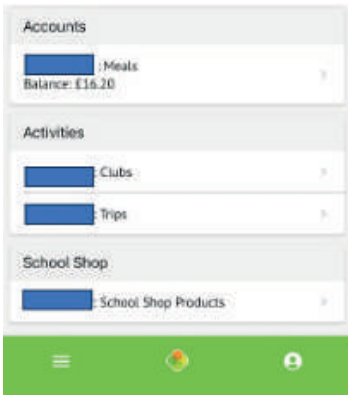 Accounts
: Meals
Balance: £16.20
Activities
: Clubs
: Trips
School Shop
: School Shop Products